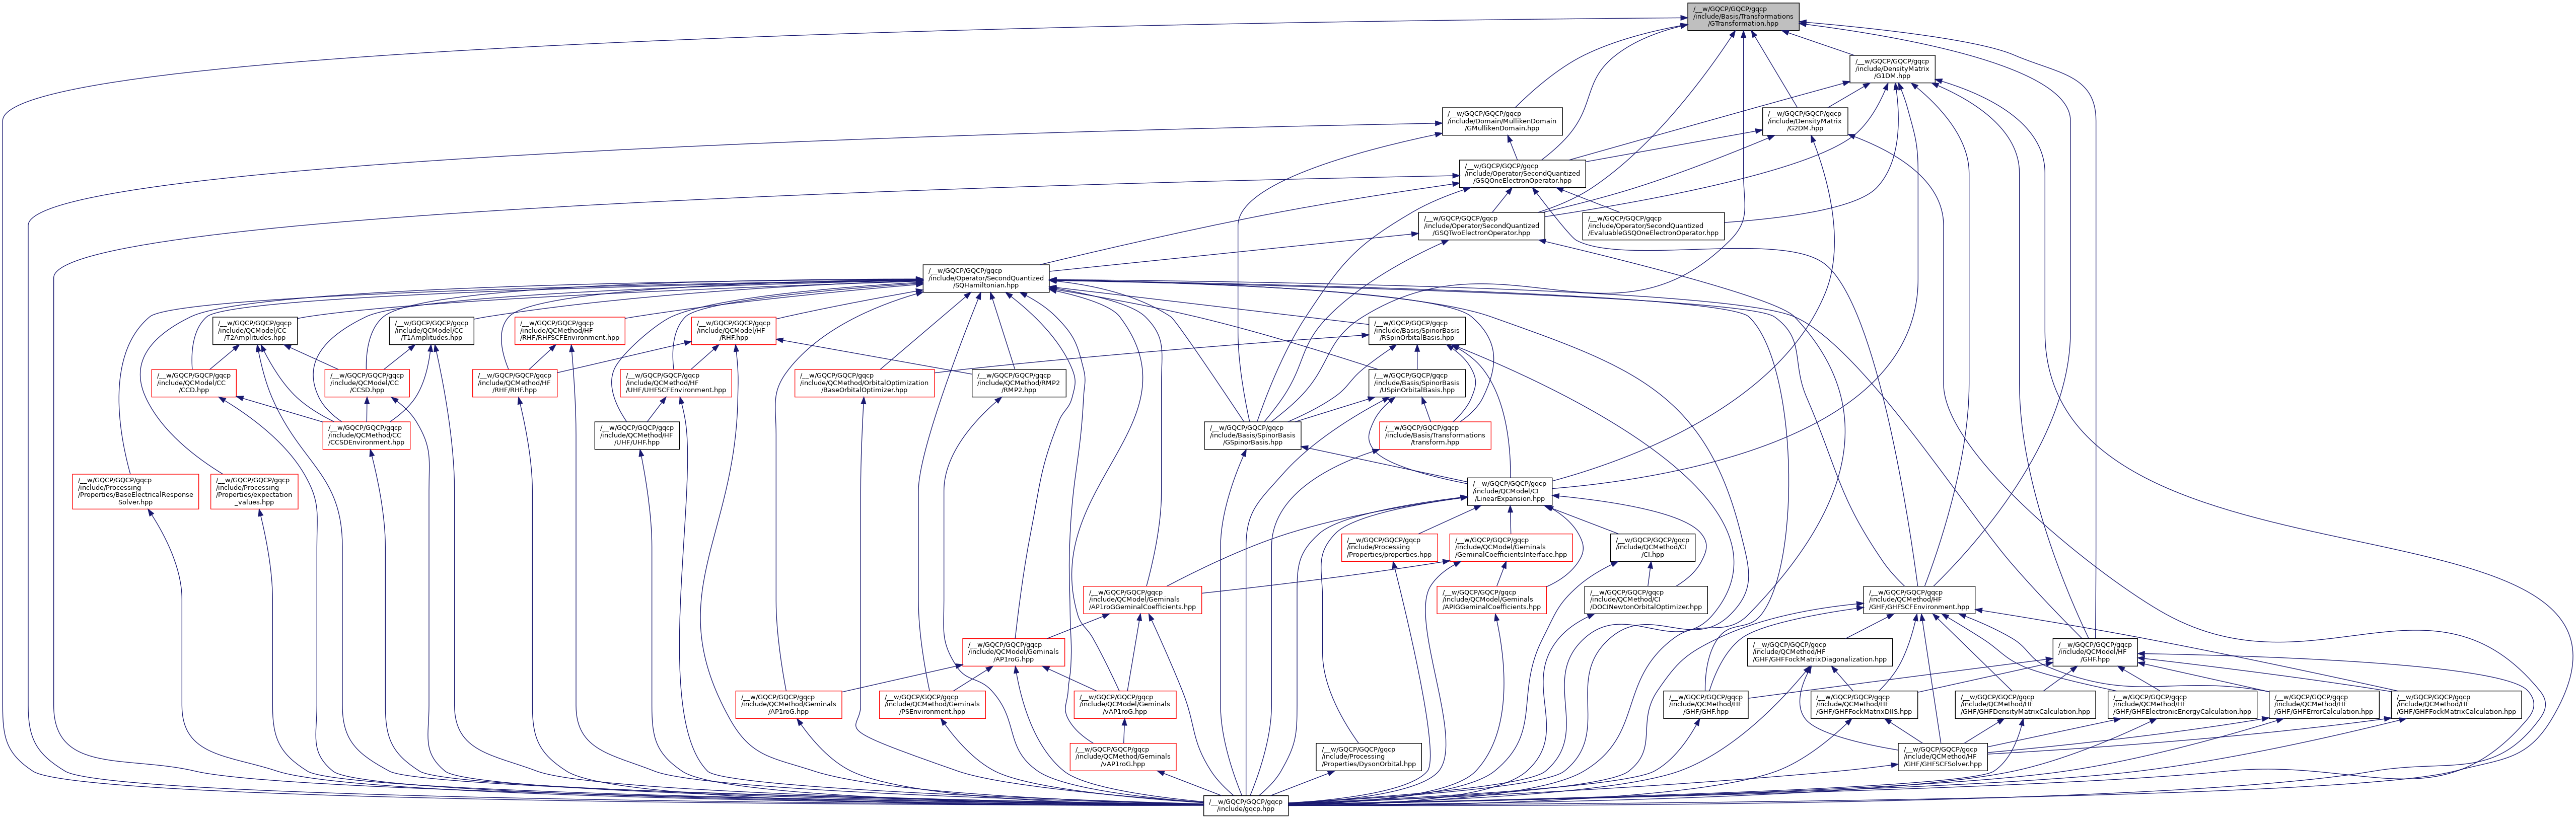 /__w/GQCP/GQCP/gqcp
/include/Basis/Transformations
/GTransformation.hpp
/__w/GQCP/GQCP/gqcp
/include/DensityMatrix
/G1DM.hpp
/__w/GQCP/GQCP/gqcp
/include/Domain/MullikenDomain
/GMullikenDomain.hpp
/__w/GQCP/GQCP/gqcp
/include/DensityMatrix
/G2DM.hpp
/__w/GQCP/GQCP/gqcp
/include/Operator/SecondQuantized
/GSQOneElectronOperator.hpp
/__w/GQCP/GQCP/gqcp
/include/Operator/SecondQuantized
/GSQTwoElectronOperator.hpp
/__w/GQCP/GQCP/gqcp
/include/Operator/SecondQuantized
/EvaluableGSQOneElectronOperator.hpp
/__w/GQCP/GQCP/gqcp
/include/Operator/SecondQuantized
/SQHamiltonian.hpp
/__w/GQCP/GQCP/gqcp
/include/QCModel/CC
/T2Amplitudes.hpp
/__w/GQCP/GQCP/gqcp
/include/QCModel/CC
/T1Amplitudes.hpp
/__w/GQCP/GQCP/gqcp
/include/QCMethod/HF
/RHF/RHFSCFEnvironment.hpp
/__w/GQCP/GQCP/gqcp
/include/QCModel/HF
/RHF.hpp
/__w/GQCP/GQCP/gqcp
/include/Basis/SpinorBasis
/RSpinOrbitalBasis.hpp
/__w/GQCP/GQCP/gqcp
/include/QCModel/CC
/CCD.hpp
/__w/GQCP/GQCP/gqcp
/include/QCModel/CC
/CCSD.hpp
/__w/GQCP/GQCP/gqcp
/include/QCMethod/HF
/RHF/RHF.hpp
/__w/GQCP/GQCP/gqcp
/include/QCMethod/HF
/UHF/UHFSCFEnvironment.hpp
/__w/GQCP/GQCP/gqcp
/include/QCMethod/OrbitalOptimization
/BaseOrbitalOptimizer.hpp
/__w/GQCP/GQCP/gqcp
/include/QCMethod/RMP2
/RMP2.hpp
/__w/GQCP/GQCP/gqcp
/include/Basis/SpinorBasis
/USpinOrbitalBasis.hpp
/__w/GQCP/GQCP/gqcp
/include/QCMethod/CC
/CCSDEnvironment.hpp
/__w/GQCP/GQCP/gqcp
/include/QCMethod/HF
/UHF/UHF.hpp
/__w/GQCP/GQCP/gqcp
/include/Basis/SpinorBasis
/GSpinorBasis.hpp
/__w/GQCP/GQCP/gqcp
/include/Basis/Transformations
/transform.hpp
/__w/GQCP/GQCP/gqcp
/include/Processing
/Properties/BaseElectricalResponse
Solver.hpp
/__w/GQCP/GQCP/gqcp
/include/Processing
/Properties/expectation
_values.hpp
/__w/GQCP/GQCP/gqcp
/include/QCModel/CI
/LinearExpansion.hpp
/__w/GQCP/GQCP/gqcp
/include/Processing
/Properties/properties.hpp
/__w/GQCP/GQCP/gqcp
/include/QCModel/Geminals
/GeminalCoefficientsInterface.hpp
/__w/GQCP/GQCP/gqcp
/include/QCMethod/CI
/CI.hpp
/__w/GQCP/GQCP/gqcp
/include/QCModel/Geminals
/AP1roGGeminalCoefficients.hpp
/__w/GQCP/GQCP/gqcp
/include/QCModel/Geminals
/APIGGeminalCoefficients.hpp
/__w/GQCP/GQCP/gqcp
/include/QCMethod/CI
/DOCINewtonOrbitalOptimizer.hpp
/__w/GQCP/GQCP/gqcp
/include/QCMethod/HF
/GHF/GHFSCFEnvironment.hpp
/__w/GQCP/GQCP/gqcp
/include/QCModel/Geminals
/AP1roG.hpp
/__w/GQCP/GQCP/gqcp
/include/QCMethod/HF
/GHF/GHFFockMatrixDiagonalization.hpp
/__w/GQCP/GQCP/gqcp
/include/QCModel/HF
/GHF.hpp
/__w/GQCP/GQCP/gqcp
/include/QCMethod/Geminals
/AP1roG.hpp
/__w/GQCP/GQCP/gqcp
/include/QCMethod/Geminals
/PSEnvironment.hpp
/__w/GQCP/GQCP/gqcp
/include/QCModel/Geminals
/vAP1roG.hpp
/__w/GQCP/GQCP/gqcp
/include/QCMethod/HF
/GHF/GHF.hpp
/__w/GQCP/GQCP/gqcp
/include/QCMethod/HF
/GHF/GHFFockMatrixDIIS.hpp
/__w/GQCP/GQCP/gqcp
/include/QCMethod/HF
/GHF/GHFDensityMatrixCalculation.hpp
/__w/GQCP/GQCP/gqcp
/include/QCMethod/HF
/GHF/GHFElectronicEnergyCalculation.hpp
/__w/GQCP/GQCP/gqcp
/include/QCMethod/HF
/GHF/GHFErrorCalculation.hpp
/__w/GQCP/GQCP/gqcp
/include/QCMethod/HF
/GHF/GHFFockMatrixCalculation.hpp
/__w/GQCP/GQCP/gqcp
/include/QCMethod/Geminals
/vAP1roG.hpp
/__w/GQCP/GQCP/gqcp
/include/Processing
/Properties/DysonOrbital.hpp
/__w/GQCP/GQCP/gqcp
/include/QCMethod/HF
/GHF/GHFSCFSolver.hpp
/__w/GQCP/GQCP/gqcp
/include/gqcp.hpp